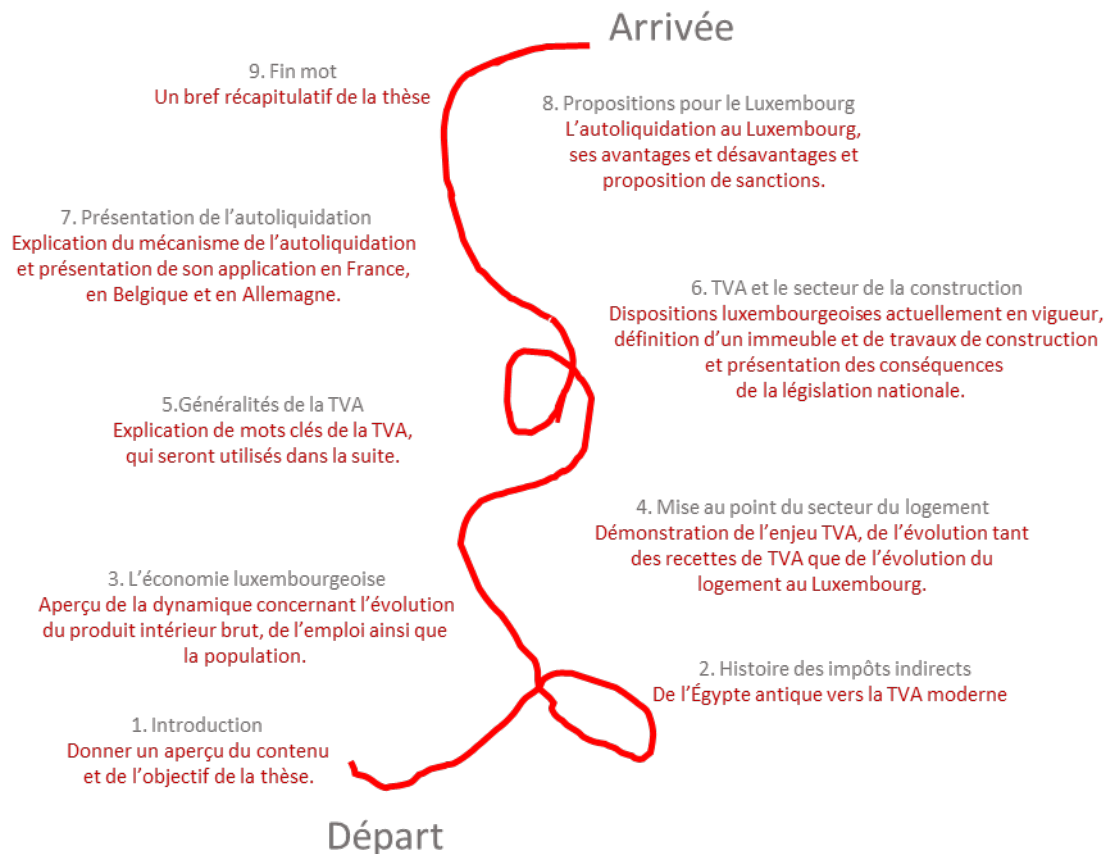 Arrivée
9. Fin mot
Un bref récapitulatif de la thèse
8. Propositions pour le Luxembourg
L’autoliquidation au Luxembourg,
ses avantages et désavantages et
proposition de sanctions.
7. Présentation de l’autoliquidation
Explication du mécanisme de l’autoliquidation
et présentation de son application en France,
en Belgique et en Allemagne.
6. TVA et le secteur de la construction
Dispositions luxembourgeoises actuellement en vigueur,
définition d’un immeuble et de travaux de construction
et présentation des conséquences
de la législation nationale.
5.Généralités de la TVA
Explication de mots clés de la TVA,
qui seront utilisés dans la suite.
4. Mise au point du secteur du logement
Démonstration de l’enjeu TVA, de l’évolution tant
des recettes de TVA que de l’évolution du
logement au Luxembourg.
3. L’économie luxembourgeoise
Aperçu de la dynamique concernant l’évolution
du produit intérieur brut, de l’emploi ainsi que
la population.
2. Histoire des impôts indirects
De l’Égypte antique vers la TVA moderne
1. Introduction
Donner un aperçu du contenu
et de l’objectif de la thèse.
Départ